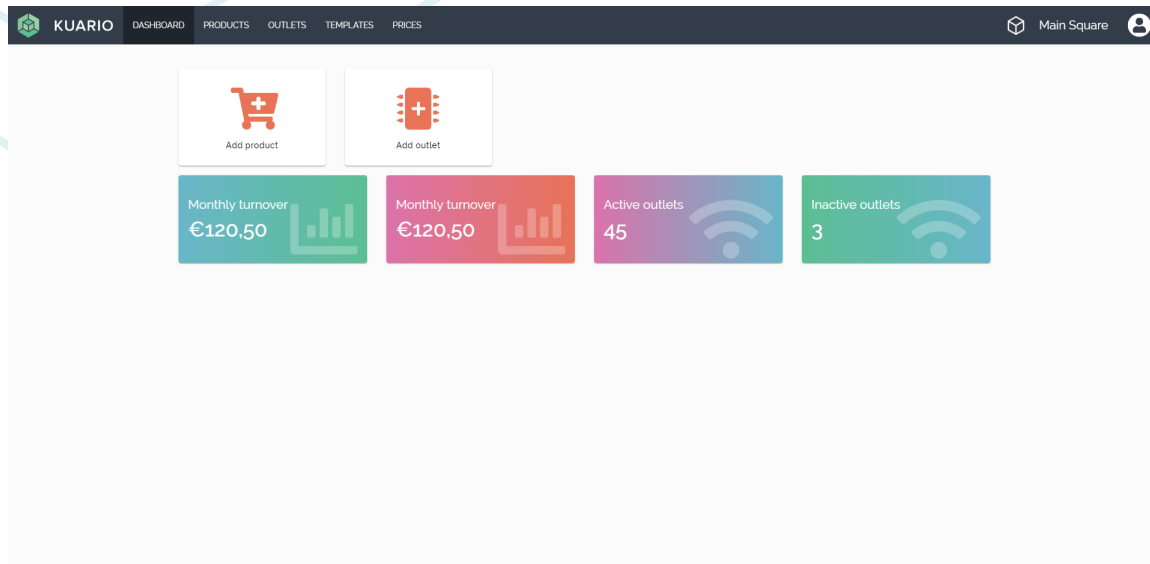 KUARIO DASHBOARD PRODUCTS OUTLETS TEMPLATES PRICES Main Square
Add product Add outlet
Monthly turnover Monthly turnover Active outlets Inactive outlets
€120,50 €120,50 45 3